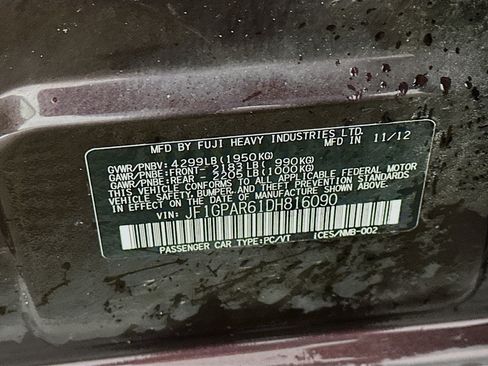 MFD. BY FUJI HEAVY INDUSTRIES LTD.
MFD IN 11/12
GVWR/PNBV: 4299LB(1950KG)
GAWR/PNBE:FRONT- 2183LB( 990KG)
GAWR/PNBE:REAR - 2205LB(1000KG)
THIS VEHICLE CONFORMS TO ALL APPLICABLE FEDERAL MOTOR
VEHICLE SAFETY, BUMPER, AND THEFT PREVENTION STANDARDS
IN EFFECT ON THE DATE OF MANUFACTURE SHOWN ABOVE.
VIN: JF1GPAR61DH816090
PASSENGER CAR TYPE:PC/VT ICES/NMB-002